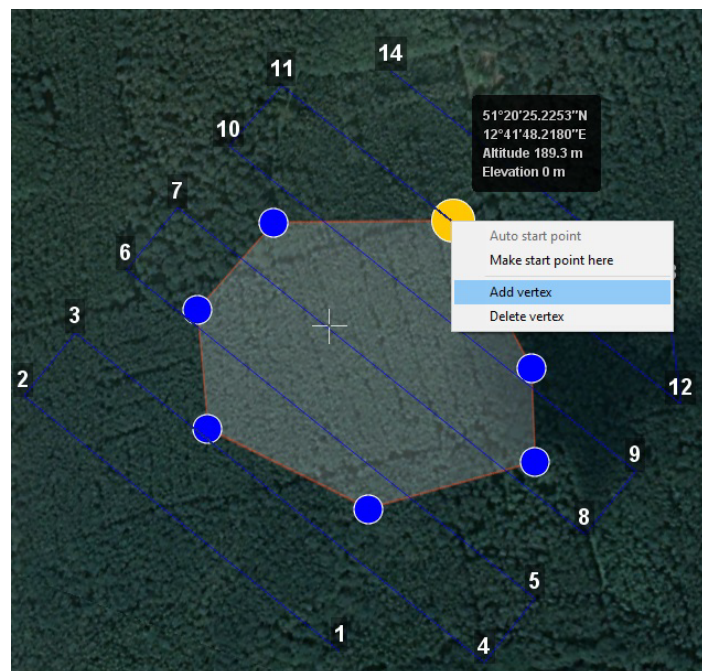 14
11
51°20'25.2253"N
12°41'48.2180"E
Altitude 189.3 m
Elevation 0 m
10
7
Auto start point
6
Make start point here
Add vertex
3
Delete vertex
2
12
9
8
5
1
4